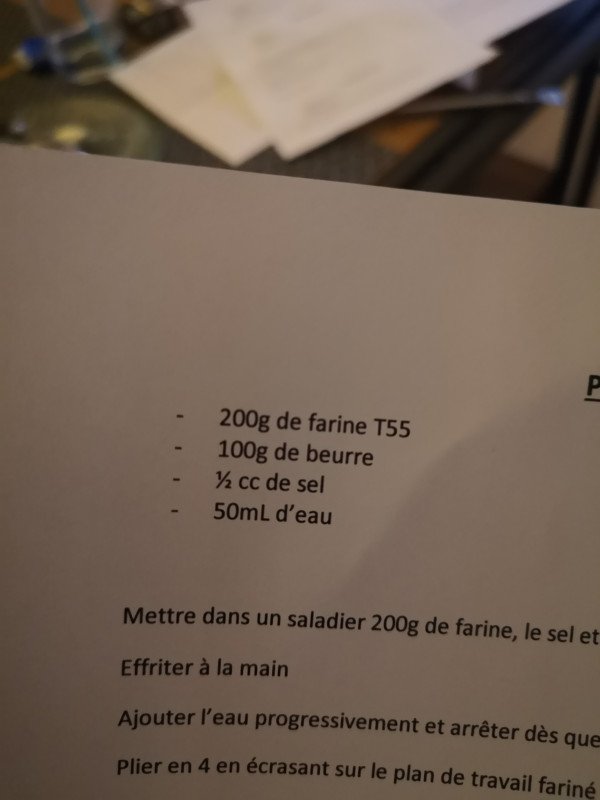 P
- 200g de farine T55
- 100g de beurre
- ½ cc de sel
- 50mL d'eau
Mettre dans un saladier 200g de farine, le sel et
Effriter à la main
Ajouter l'eau progressivement et arrêter dès que
Plier en 4 en écrasant sur le plan de travail fariné